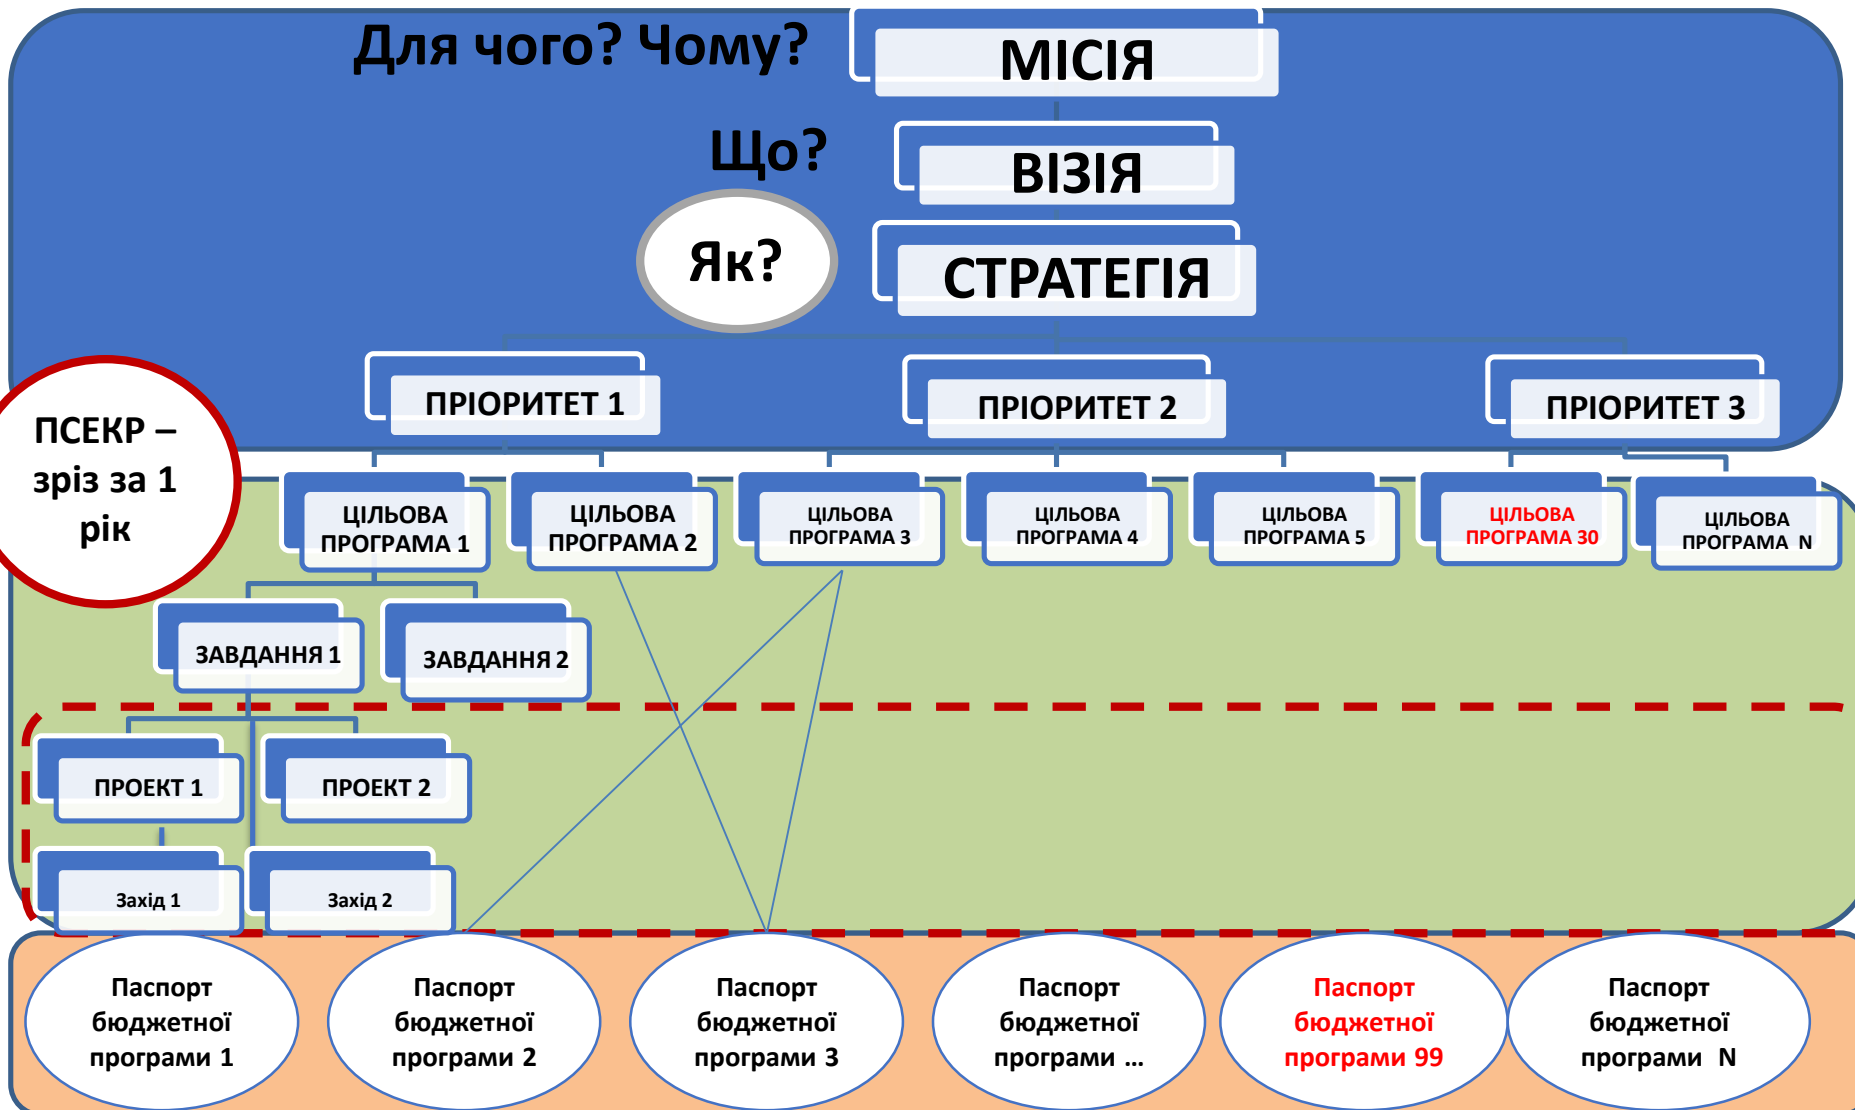 Для чого? Чому?
МІСІЯ
Що?
ВІЗІЯ
Як?
СТРАТЕГІЯ
ПРІОРИТЕТ 1
ПРІОРИТЕТ 2
ПРІОРИТЕТ 3
ПСЕКР –
зріз за 1
рік
ЦІЛЬОВА
ПРОГРАМА 1
ЦІЛЬОВА
ПРОГРАМА 2
ЦІЛЬОВА
ПРОГРАМА 3
ЦІЛЬОВА
ПРОГРАМА 4
ЦІЛЬОВА
ПРОГРАМА 5
ЦІЛЬОВА
ПРОГРАМА 30
ЦІЛЬОВА
ПРОГРАМА N
ЗАВДАННЯ 1
ЗАВДАННЯ 2
ПРОЕКТ 1
ПРОЕКТ 2
Захід 1
Захід 2
Паспорт
бюджетної
програми 1
Паспорт
бюджетної
програми 2
Паспорт
бюджетної
програми 3
Паспорт
бюджетної
програми ...
Паспорт
бюджетної
програми 99
Паспорт
бюджетної
програми N